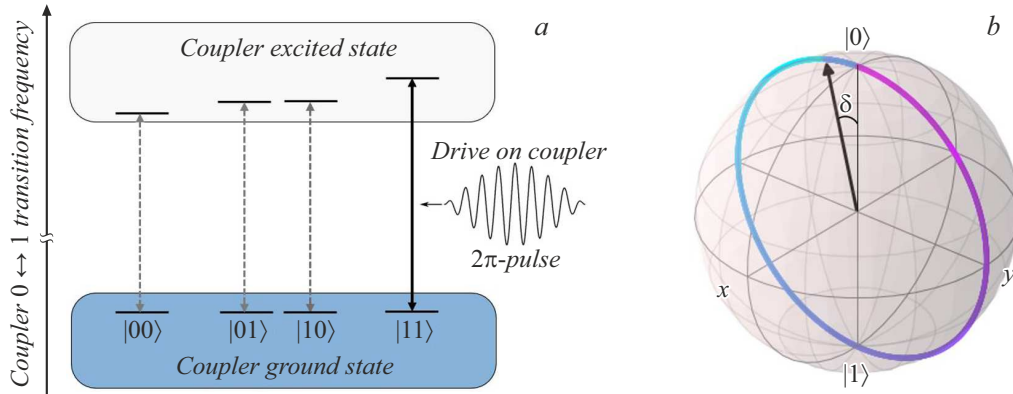 Coupler 0 ↔ 1 transition frequency
a
Coupler excited state
Drive on coupler
2π-pulse
|00⟩ |01⟩ |10⟩ |11⟩
Coupler ground state
b
|0⟩
δ
x
y
|1⟩